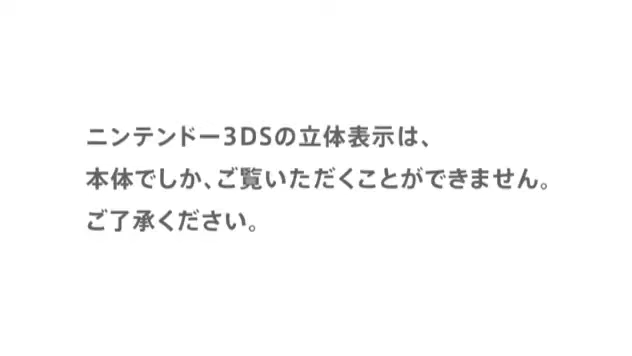 ニンテンドー3DSの立体表示は、
本体でしか、ご覧いただくことができません。
ご了承ください。